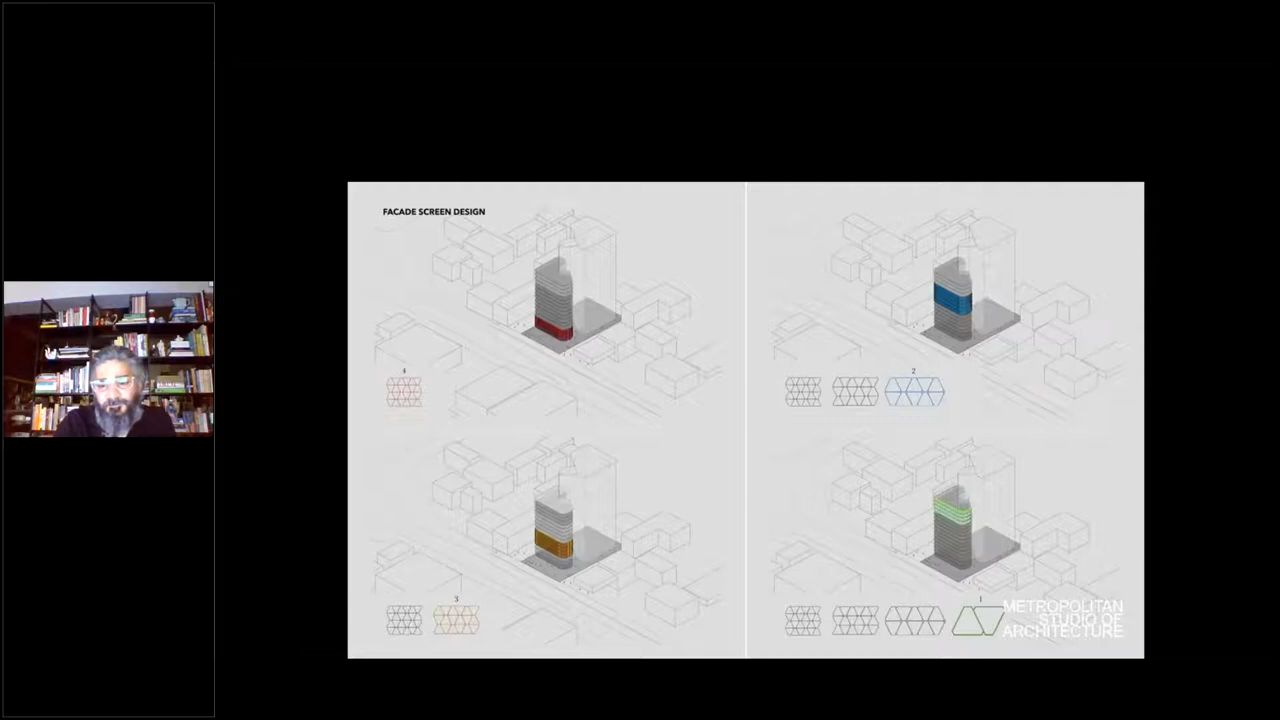 FACADE SCREEN DESIGN
4
2
3
1
METROPOLITAN
STUDIO OF
ARCHITECTURE